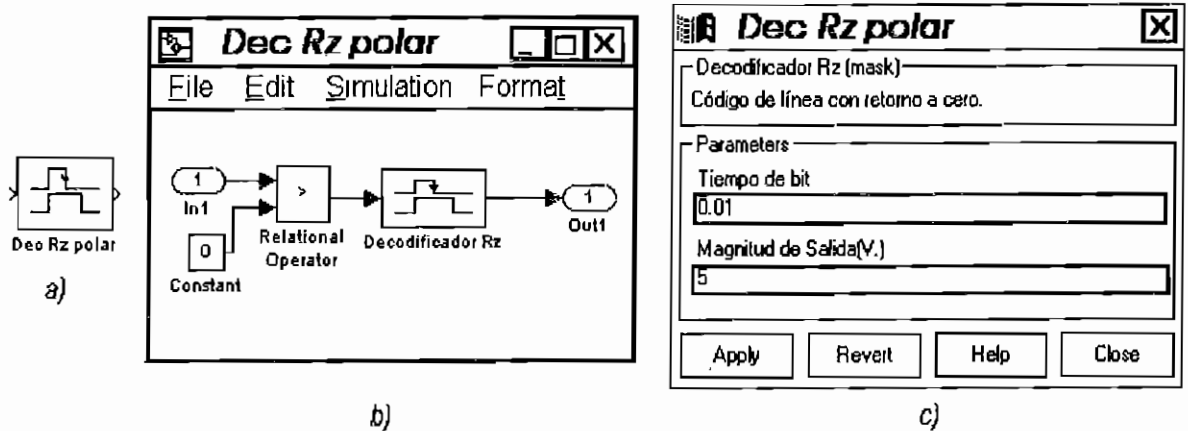 Deo Rz polar
a)
Dec Rz polar
File Edit Simulation Format
1
In1
0
Constant
>
Relational
Operator
Decodificador Rz
1
Out1
b)
Dec Rz polar
Decodificador Rz (mask)
Código de línea con retorno a cero.
Parameters
Tiempo de bit
0.01
Magnitud de Salida(V.)
5
Apply Revert Help Close
c)